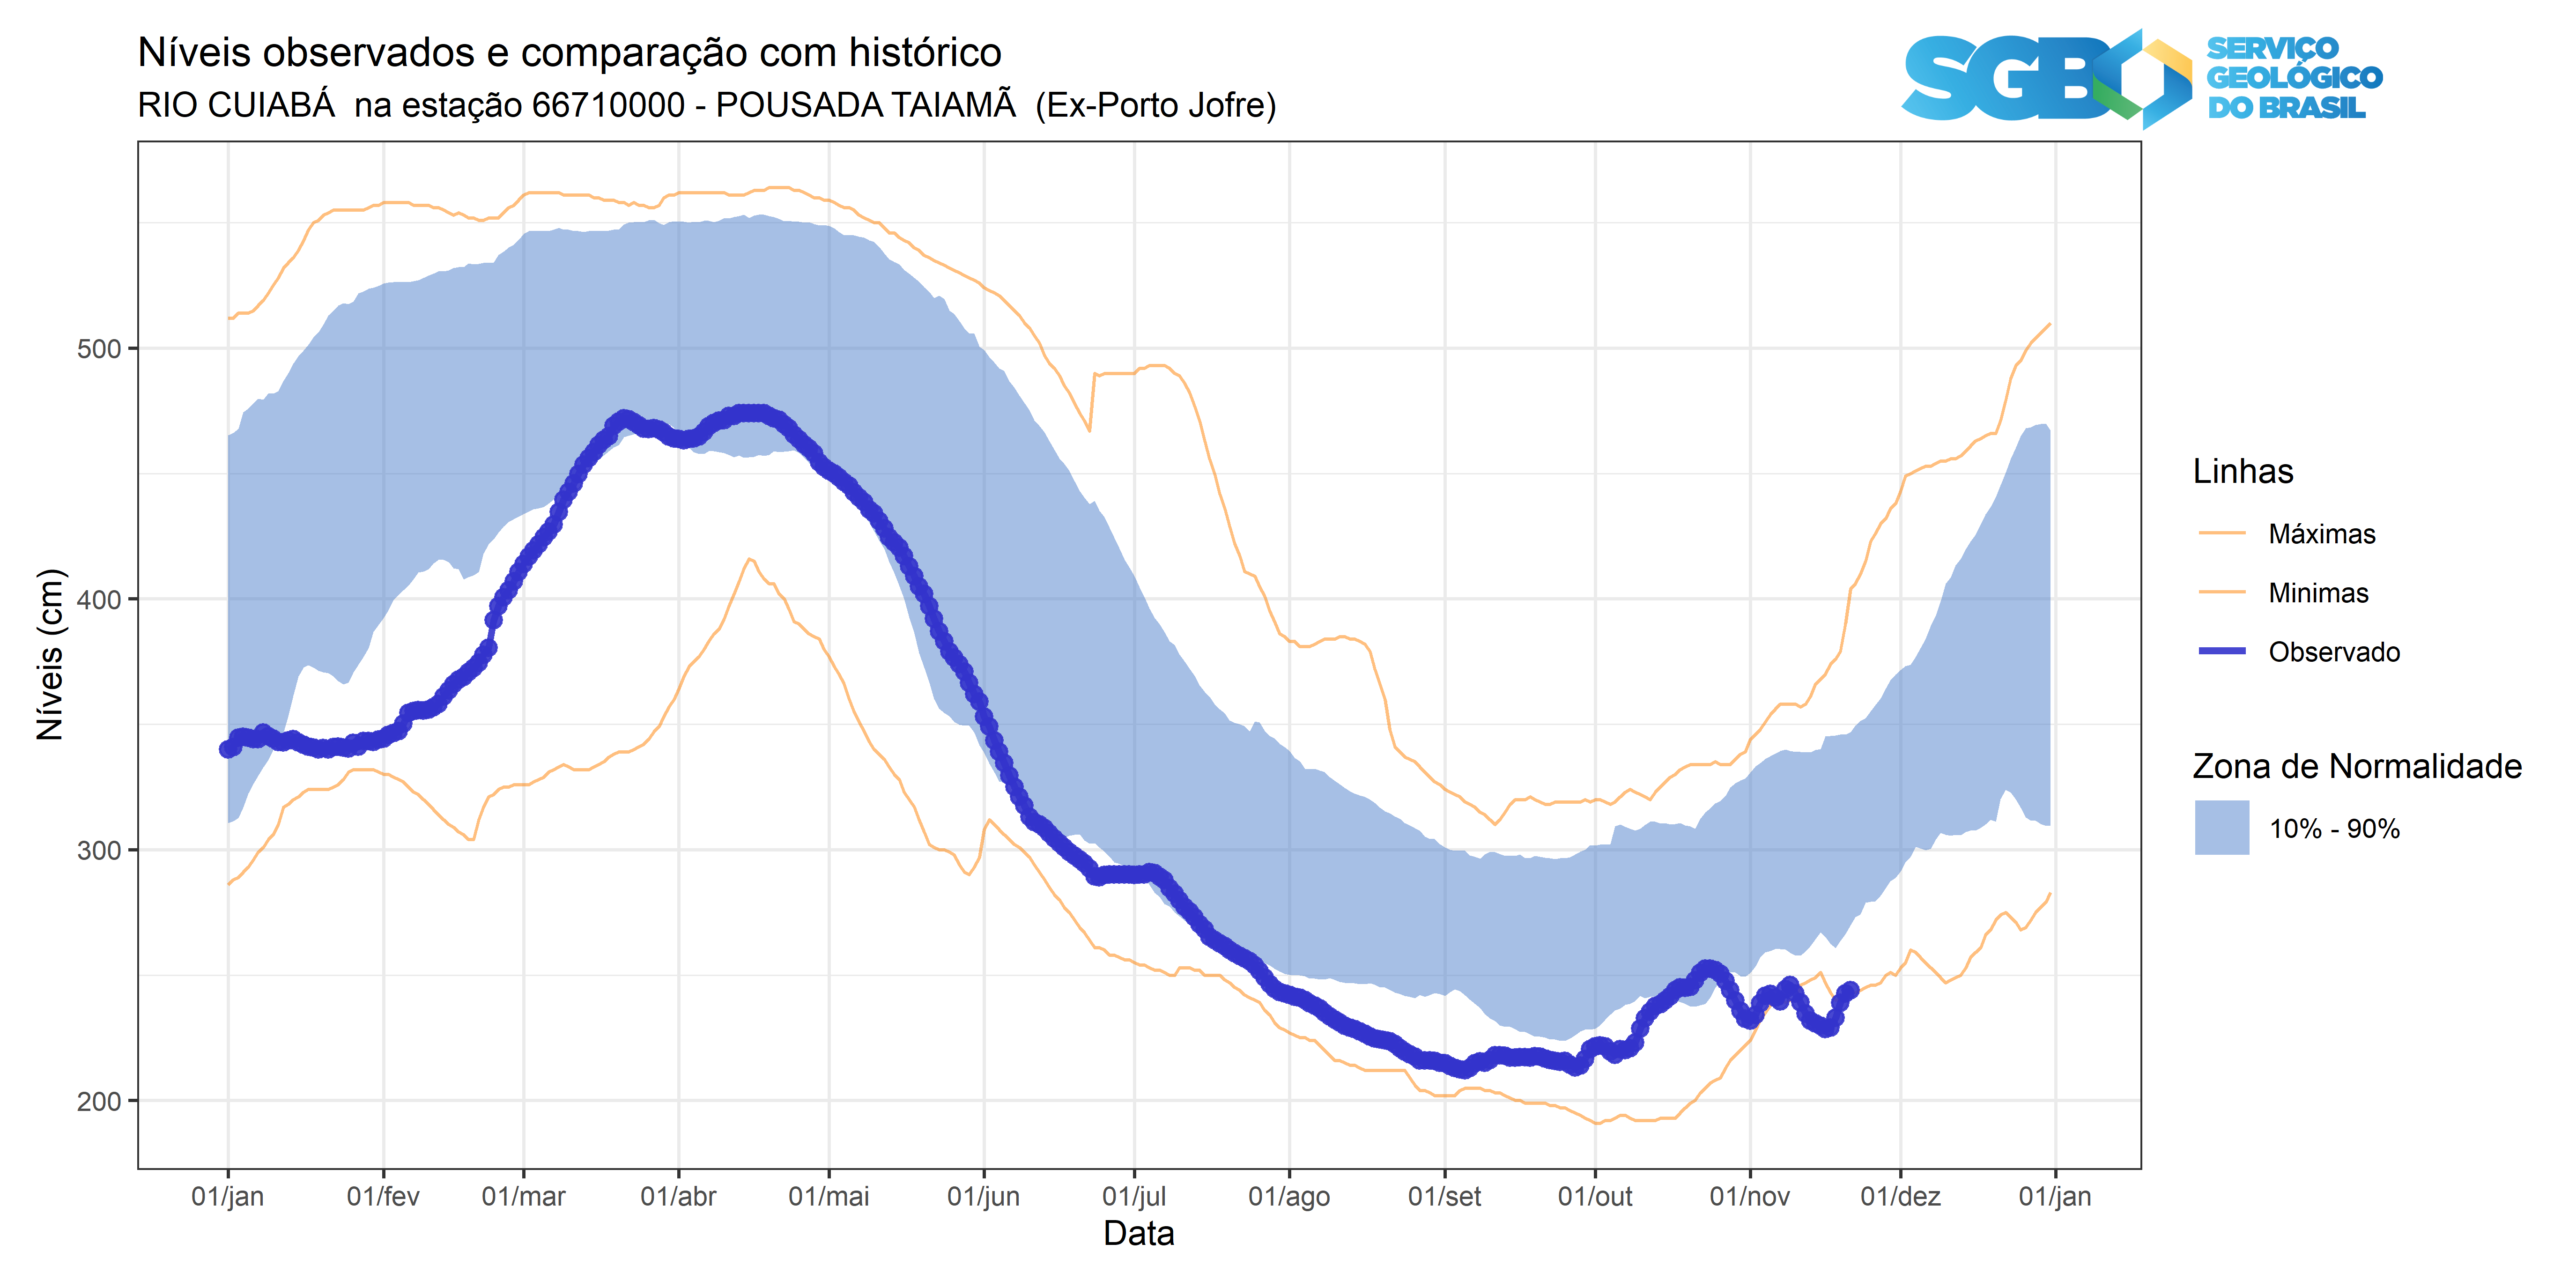 Níveis observados e comparação com histórico
RIO CUIABÁ  na estação 66710000 - POUSADA TAIAMÃ  (Ex-Porto Jofre)
SGB
SERVIÇO
GEOLÓGICO
DO BRASIL
Níveis (cm)
500
400
300
200
01/jan 01/fev 01/mar 01/abr 01/mai 01/jun 01/jul 01/ago 01/set 01/out 01/nov 01/dez 01/jan
Data
Linhas
Máximas
Minimas
Observado
Zona de Normalidade
10% - 90%